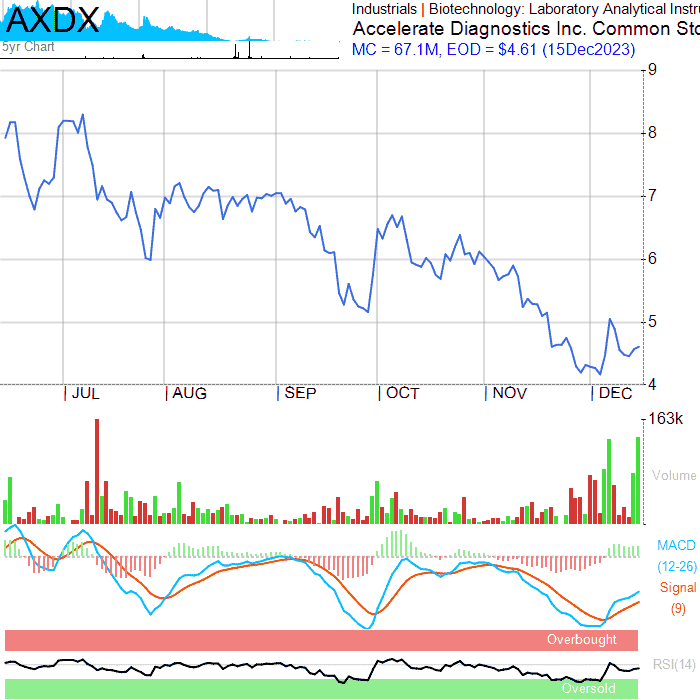 AXDX
5yr Chart
Industrials | Biotechnology: Laboratory Analytical Instru
Accelerate Diagnostics Inc. Common Sto
MC = 67.1M, EOD = $4.61 (15Dec2023)
9
8
7
6
5
4
JUL AUG SEP OCT NOV DEC
163k
Volume
MACD
(12-26)
Signal
(9)
Overbought
RSI(14)
Oversold